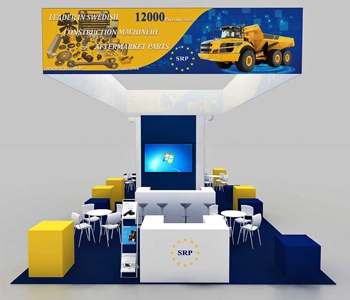 LEADER IN SWEDISH 12000
CONSTRUCTION MACHINERY
AFTERMARKET PARTS
SRP
SRP